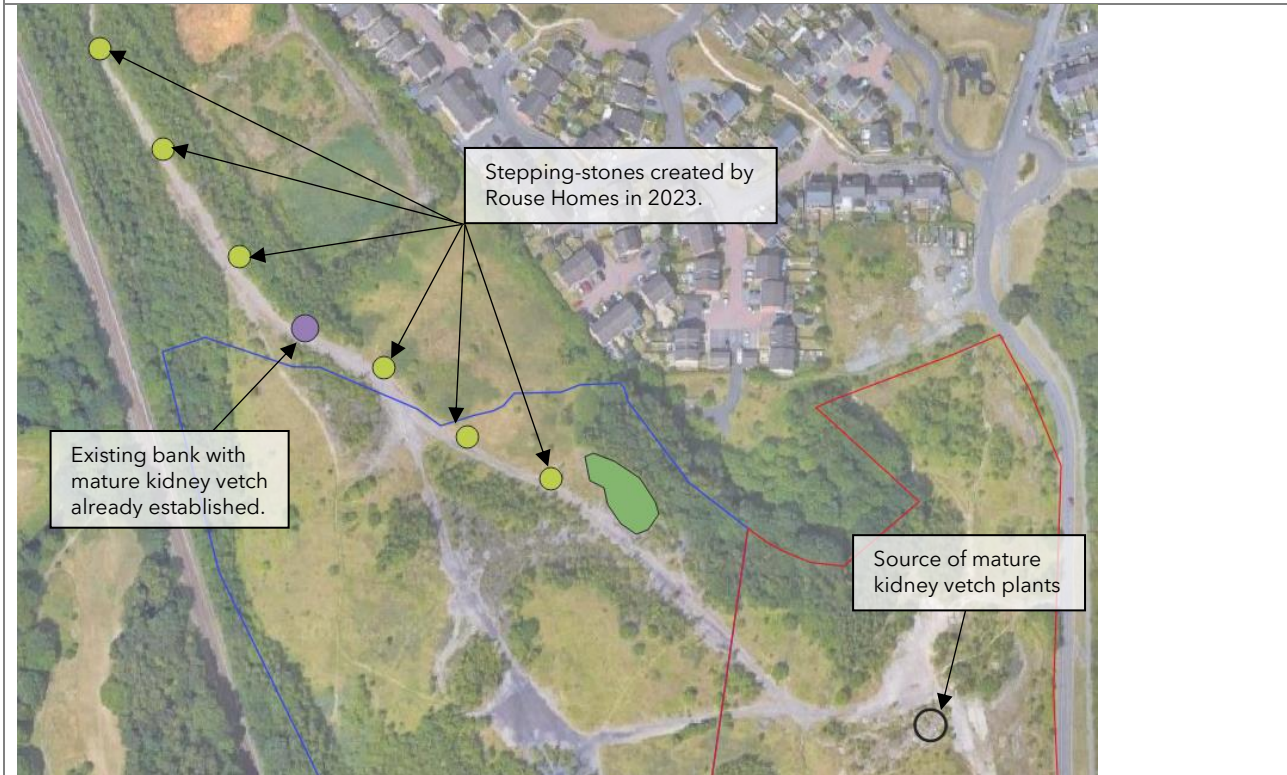 Stepping-stones created by
Rouse Homes in 2023.
Existing bank with
mature kidney vetch
already established.
Source of mature
kidney vetch plants